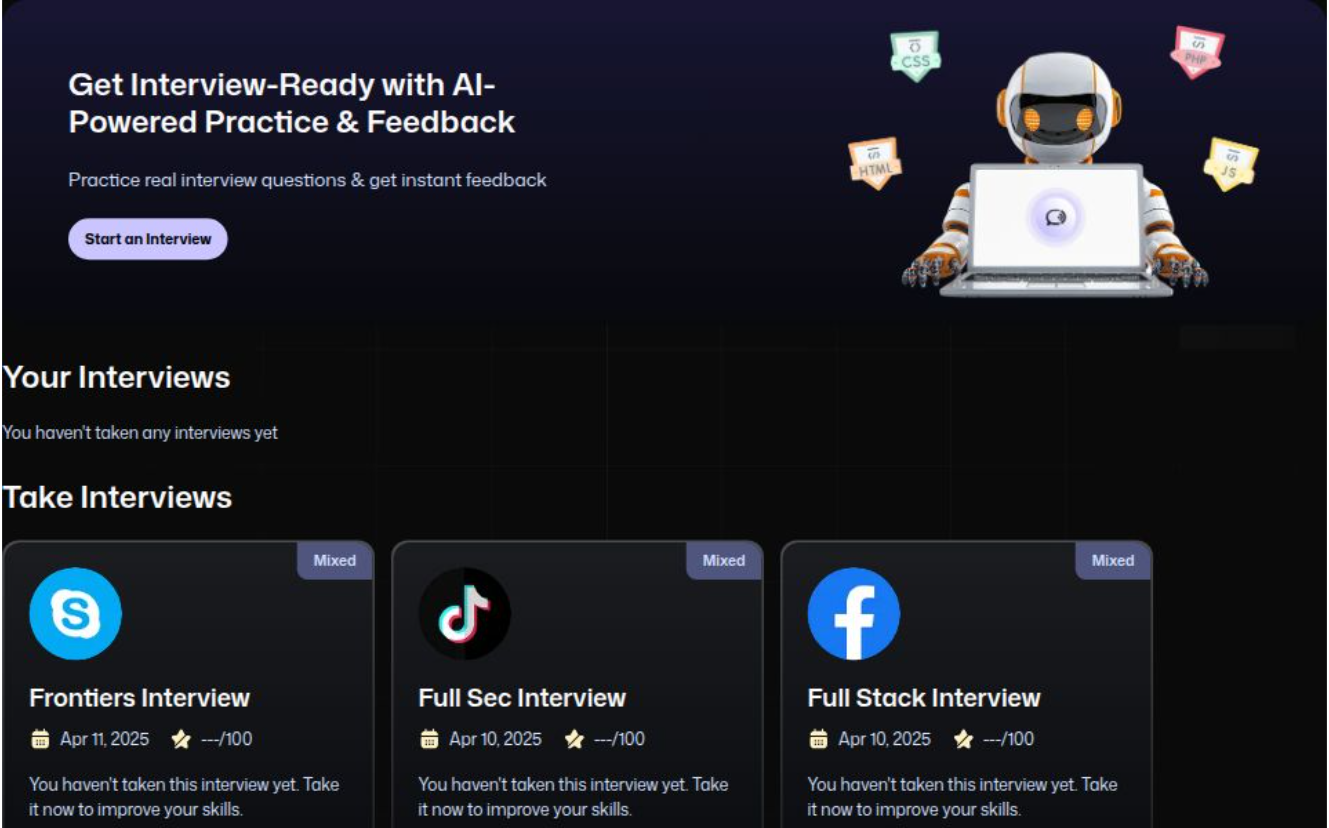 Get Interview-Ready with AI-
Powered Practice & Feedback
Practice real interview questions & get instant feedback
Start an Interview
CSS
PHP
HTML
JS
Your Interviews
You haven't taken any interviews yet
Take Interviews
Mixed
Frontiers Interview
Apr 11, 2025 ---/100
You haven't taken this interview yet. Take
it now to improve your skills.
Mixed
Full Sec Interview
Apr 10, 2025 ---/100
You haven't taken this interview yet. Take
it now to improve your skills.
Mixed
Full Stack Interview
Apr 10, 2025 ---/100
You haven't taken this interview yet. Take
it now to improve your skills.